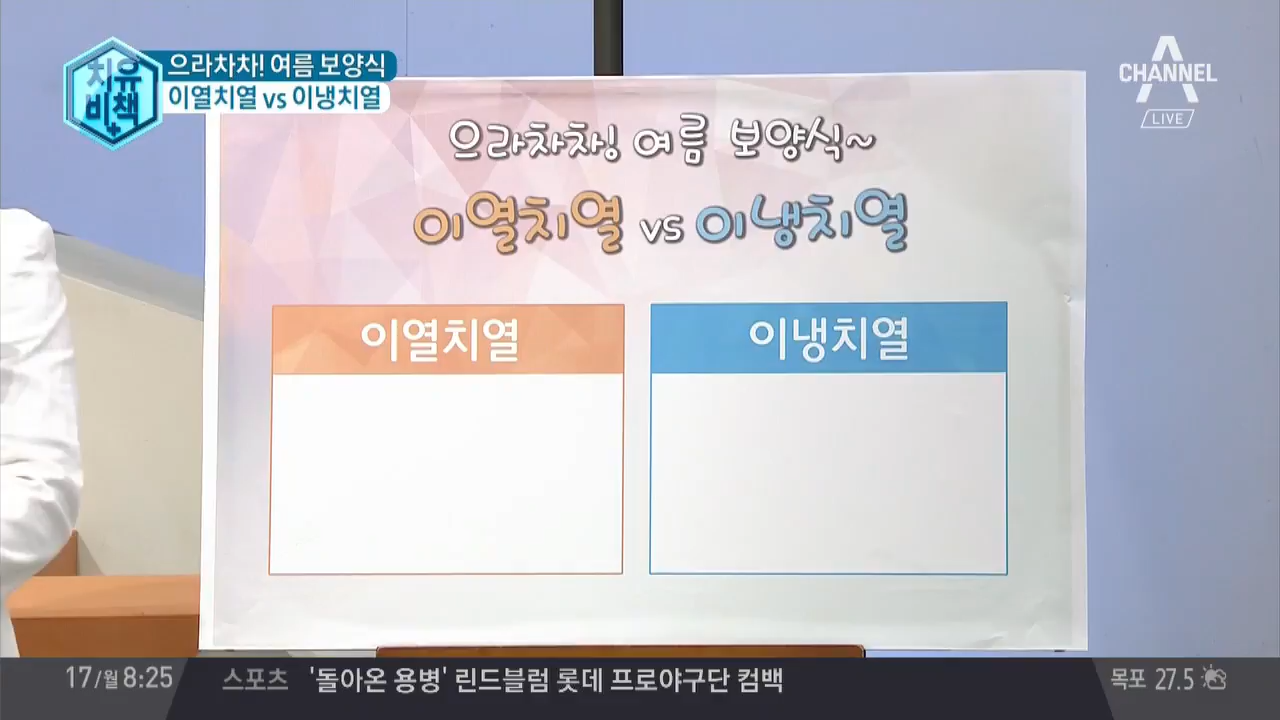 치유
비책
으라차차! 여름 보양식
이열치열 vs 이냉치열
CHANNEL
A
LIVE
으라차차! 여름 보양식~
이열치열 vs 이냉치열
이열치열
이냉치열
17/월 8:25
스포츠 '돌아온 용병' 린드블럼 롯데 프로야구단 컴백
목포 27.5